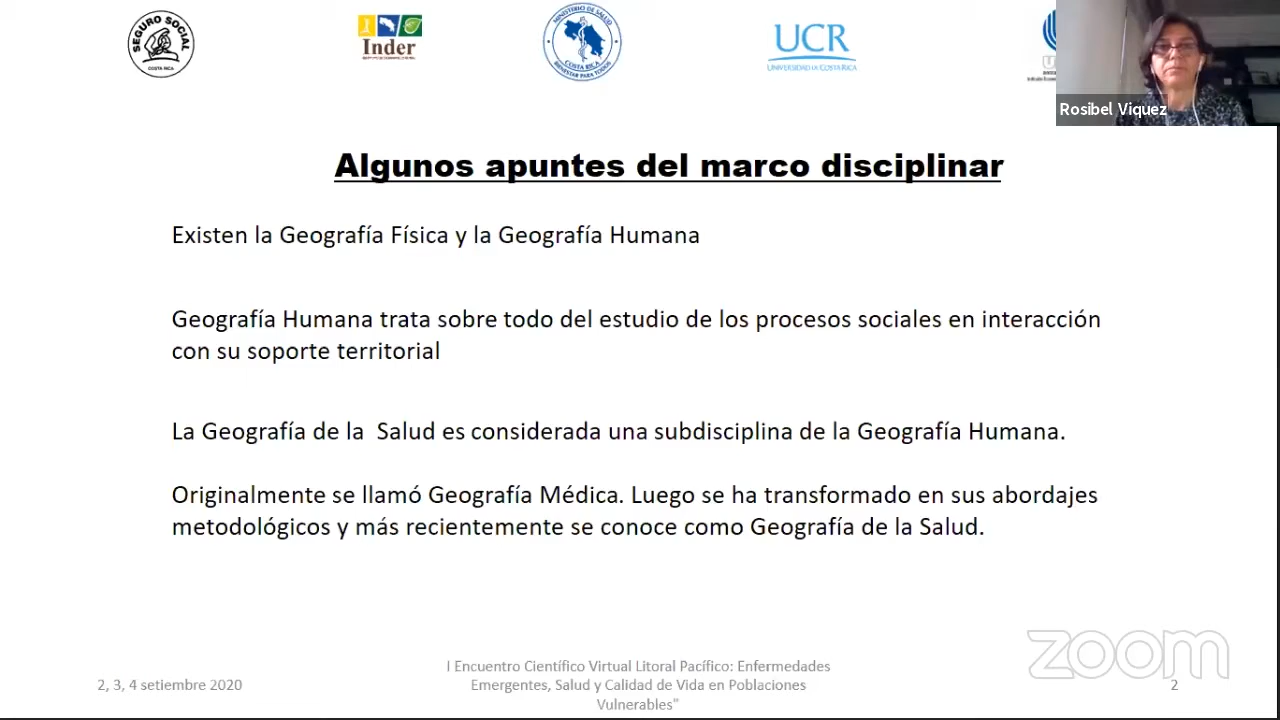 SEGURO SOCIAL
COSTA RICA
Inder
MINISTERIO DE SALUD
COSTA RICA
BIENESTAR PARA TODOS
UCR
UNIVERSIDAD DE COSTA RICA
Rosibel Viquez
Algunos apuntes del marco disciplinar
Existen la Geografía Física y la Geografía Humana
Geografía Humana trata sobre todo del estudio de los procesos sociales en interacción
con su soporte territorial
La Geografía de la  Salud es considerada una subdisciplina de la Geografía Humana.
Originalmente se llamó Geografía Médica. Luego se ha transformado en sus abordajes
metodológicos y más recientemente se conoce como Geografía de la Salud.
zoom
I Encuentro Científico Virtual Litoral Pacífico: Enfermedades
Emergentes, Salud y Calidad de Vida en Poblaciones
Vulnerables"
2, 3, 4 setiembre 2020
2